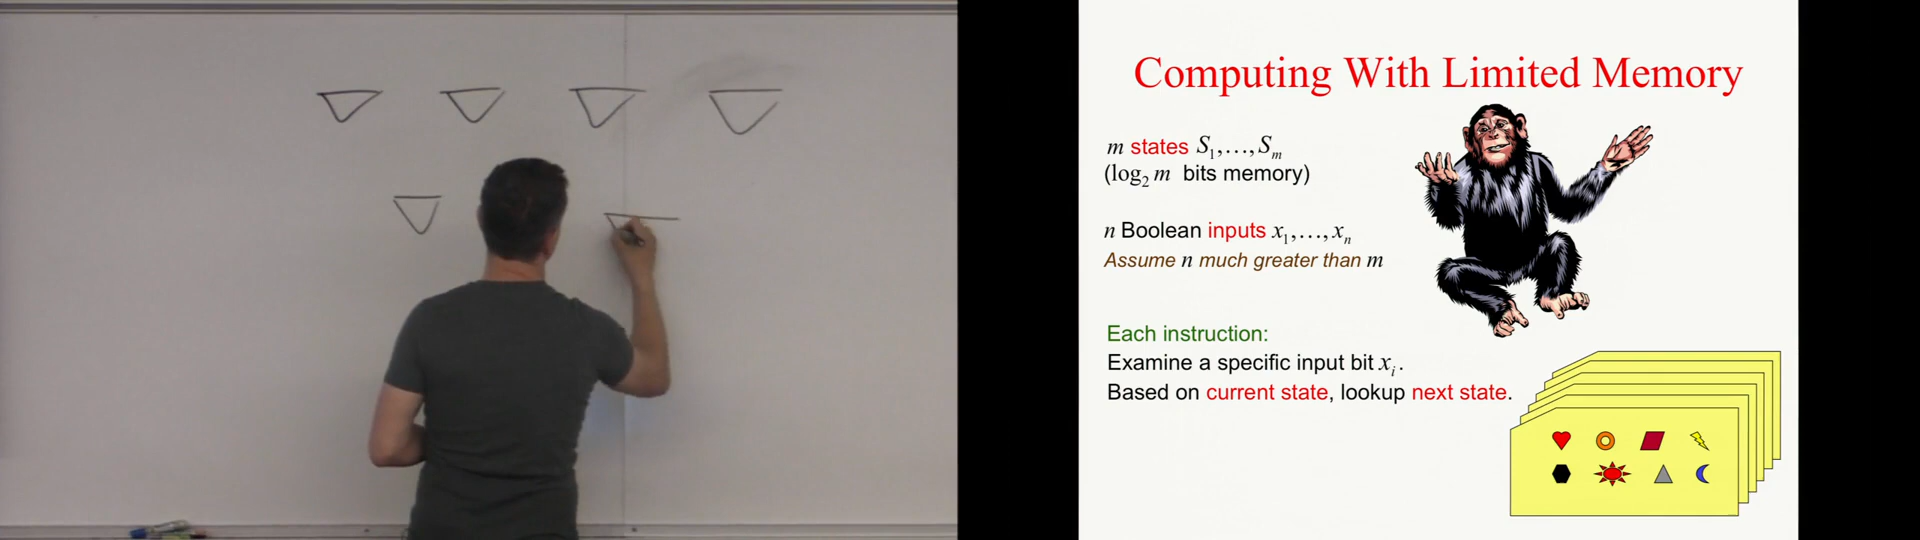 Computing With Limited Memory
m states S₁,…,Sₘ
(log₂ m bits memory)
n Boolean inputs x₁,…,xₙ
Assume n much greater than m
Each instruction:
Examine a specific input bit xᵢ.
Based on current state, lookup next state.